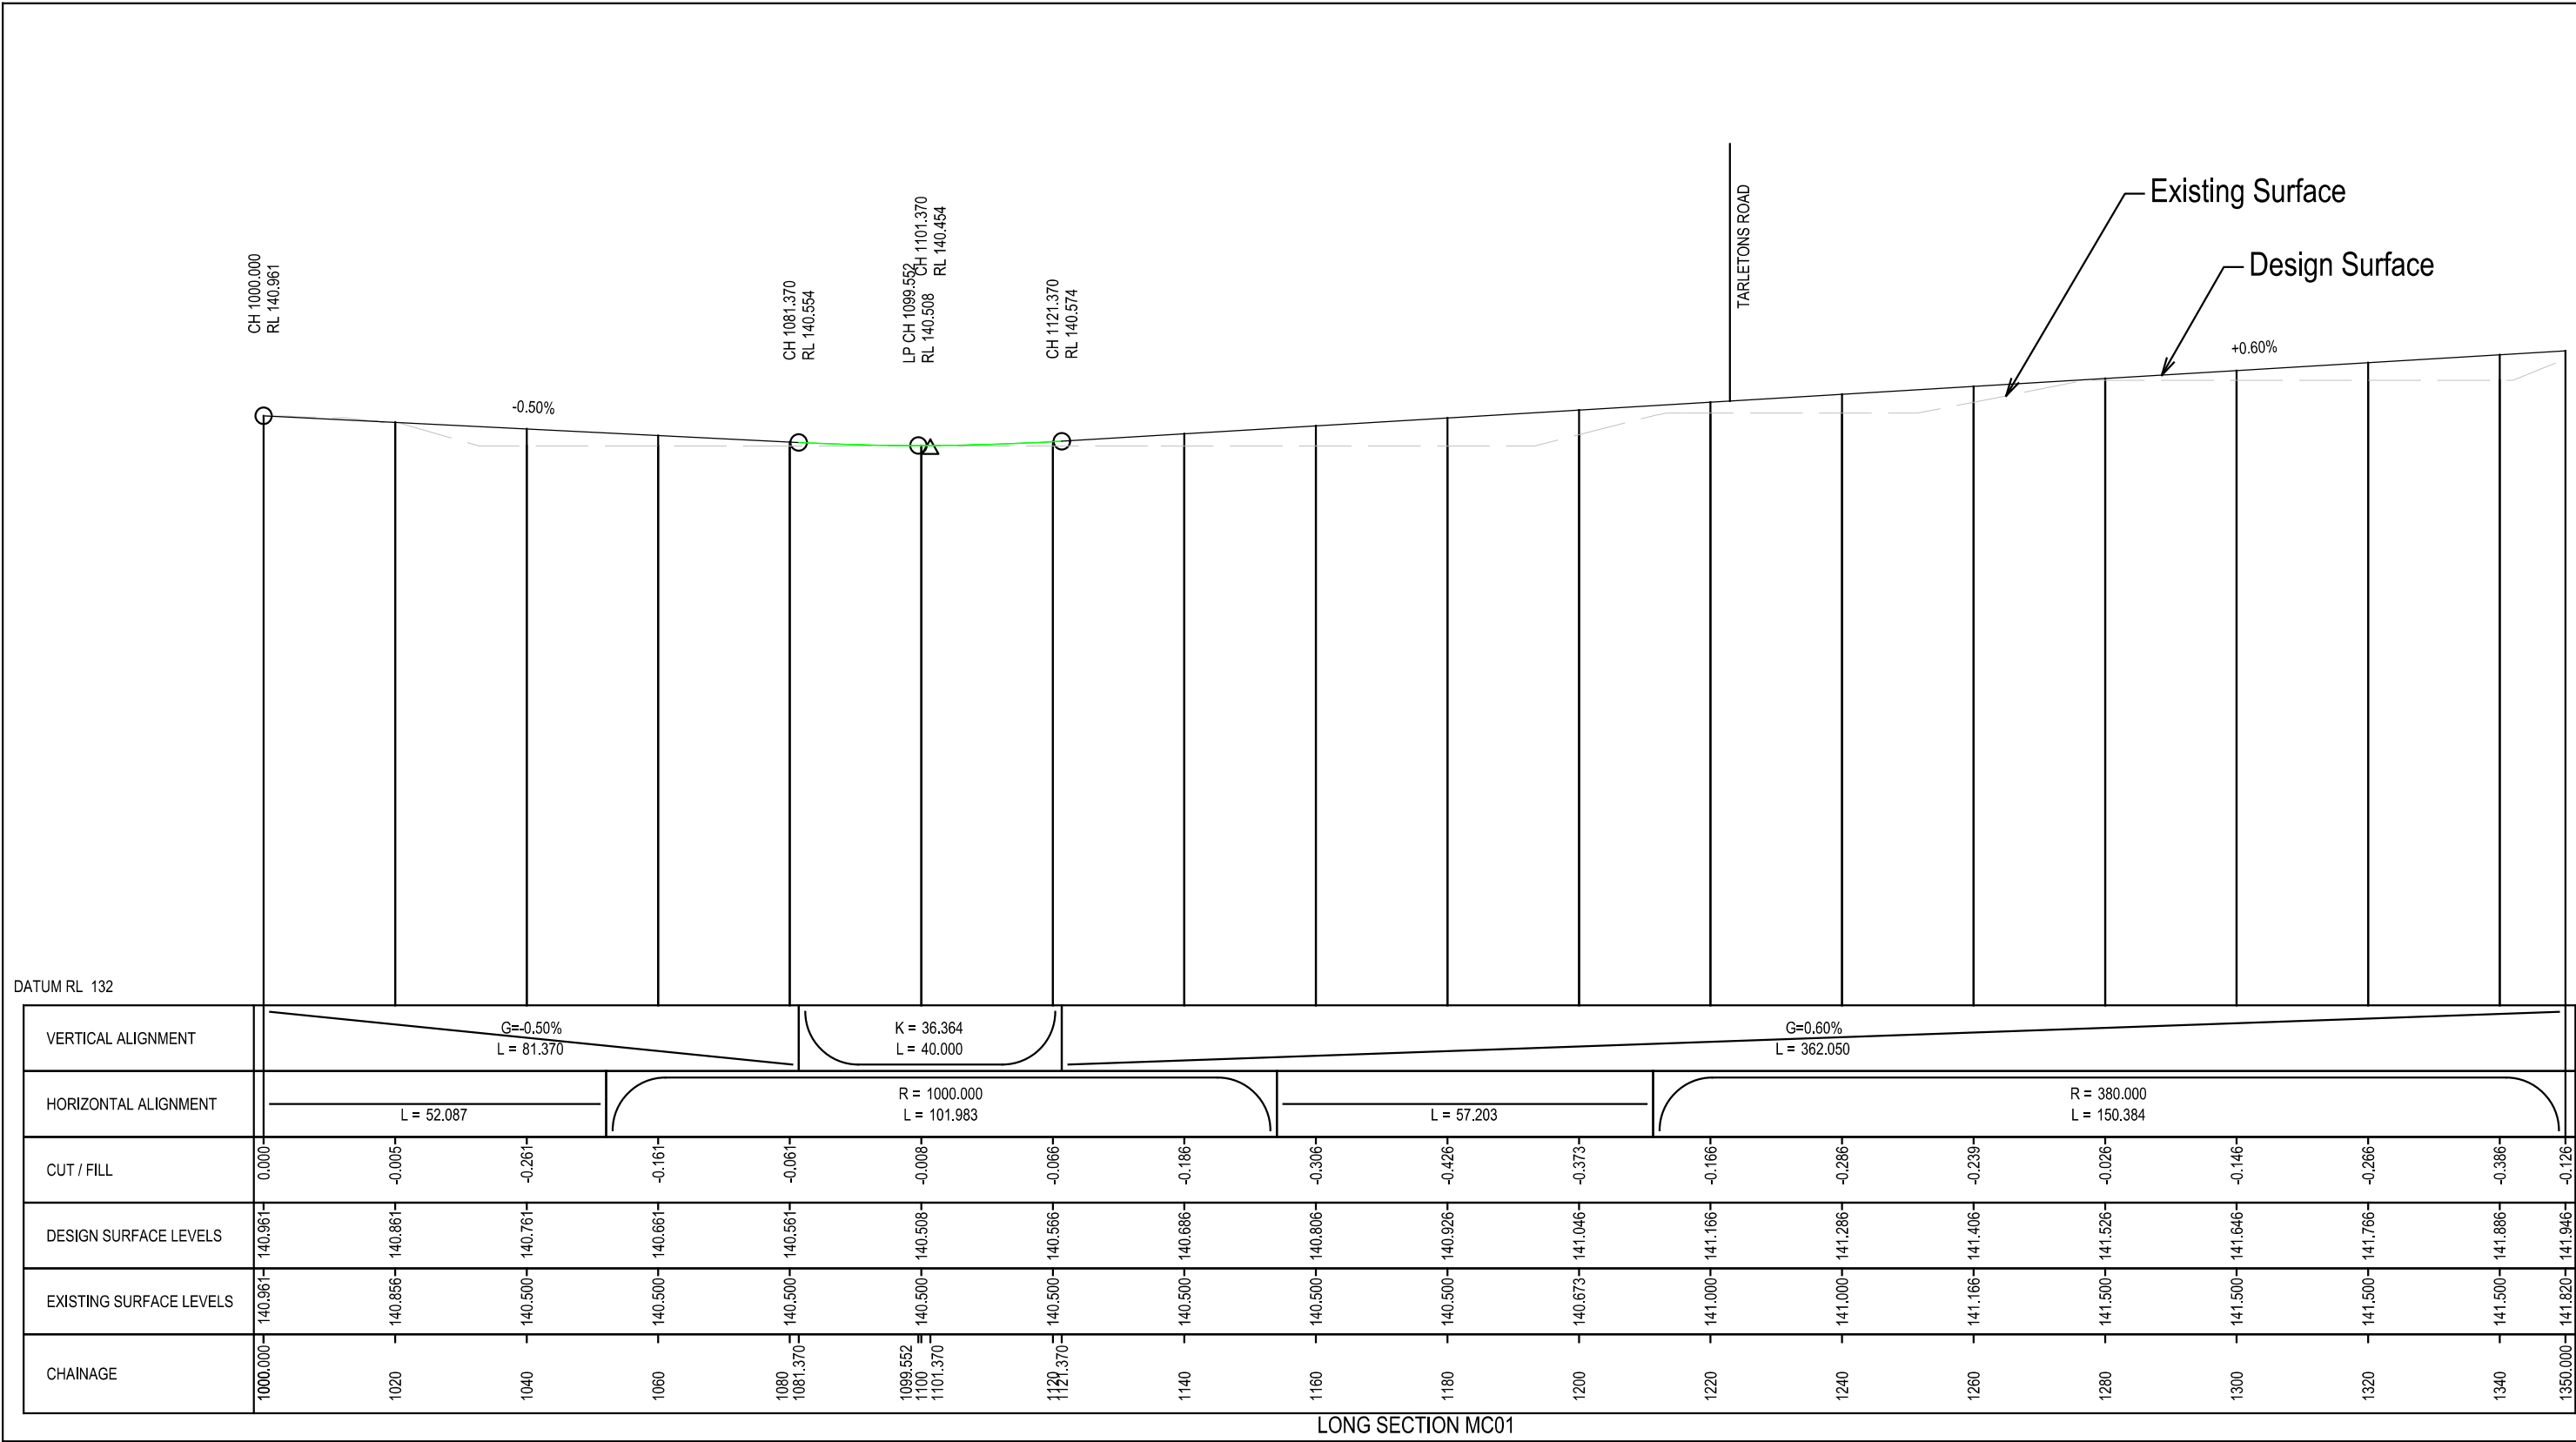 Existing Surface
Design Surface
TARLETONS ROAD
CH 1000.000
RL 140.961
CH 1081.370
RL 140.554
LP CH 1099.552
RL 140.508
CH 1101.370
RL 140.454
CH 1121.370
RL 140.574
-0.50%
+0.60%
DATUM RL 132
VERTICAL ALIGNMENT
G=-0.50%
L = 81.370
K = 36.364
L = 40.000
G=0.60%
L = 362.050
HORIZONTAL ALIGNMENT
L = 52.087
R = 1000.000
L = 101.983
L = 57.203
R = 380.000
L = 150.384
CUT / FILL
0.000 -0.005 -0.261 -0.161 -0.061 -0.008 -0.066 -0.186 -0.306 -0.426 -0.373 -0.166 -0.286 -0.239 -0.026 -0.146 -0.266 -0.386 -0.126
DESIGN SURFACE LEVELS
140.961 140.861 140.761 140.661 140.561 140.508 140.566 140.686 140.806 140.926 141.046 141.166 141.286 141.406 141.526 141.646 141.766 141.886 141.946
EXISTING SURFACE LEVELS
140.961 140.856 140.500 140.500 140.500 140.500 140.500 140.500 140.500 140.500 140.673 141.000 141.000 141.166 141.500 141.500 141.500 141.500 141.820
CHAINAGE
1000.000 1020 1040 1060 1080 1081.370 1099.552 1100 1101.370 1120 1121.370 1140 1160 1180 1200 1220 1240 1260 1280 1300 1320 1340 1350.000
LONG SECTION MC01